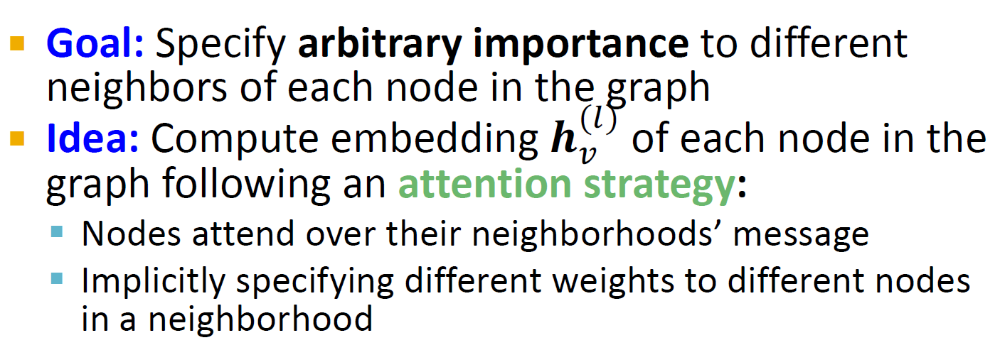 ▪ Goal: Specify arbitrary importance to different
neighbors of each node in the graph
▪ Idea: Compute embedding 𝒉_v^(l) of each node in the
graph following an attention strategy:
▪ Nodes attend over their neighborhoods’ message
▪ Implicitly specifying different weights to different nodes
in a neighborhood